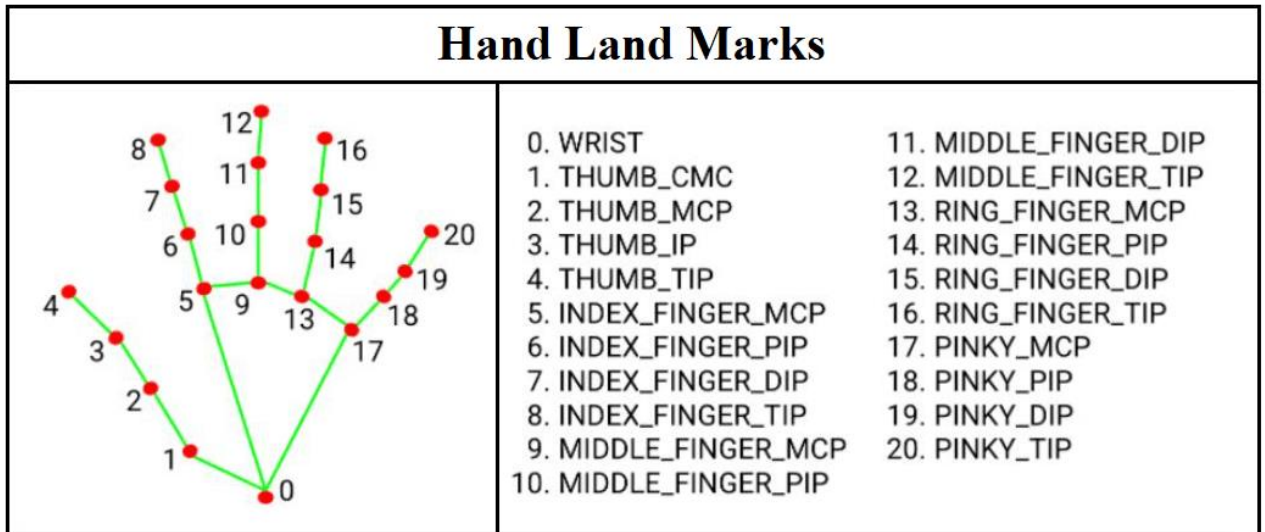 Hand Land Marks
12
8
16
11
7
15
10
6
20
14
4
5
9
19
13
18
3
17
2
1
0
0. WRIST
1. THUMB_CMC
2. THUMB_MCP
3. THUMB_IP
4. THUMB_TIP
5. INDEX_FINGER_MCP
6. INDEX_FINGER_PIP
7. INDEX_FINGER_DIP
8. INDEX_FINGER_TIP
9. MIDDLE_FINGER_MCP
10. MIDDLE_FINGER_PIP
11. MIDDLE_FINGER_DIP
12. MIDDLE_FINGER_TIP
13. RING_FINGER_MCP
14. RING_FINGER_PIP
15. RING_FINGER_DIP
16. RING_FINGER_TIP
17. PINKY_MCP
18. PINKY_PIP
19. PINKY_DIP
20. PINKY_TIP